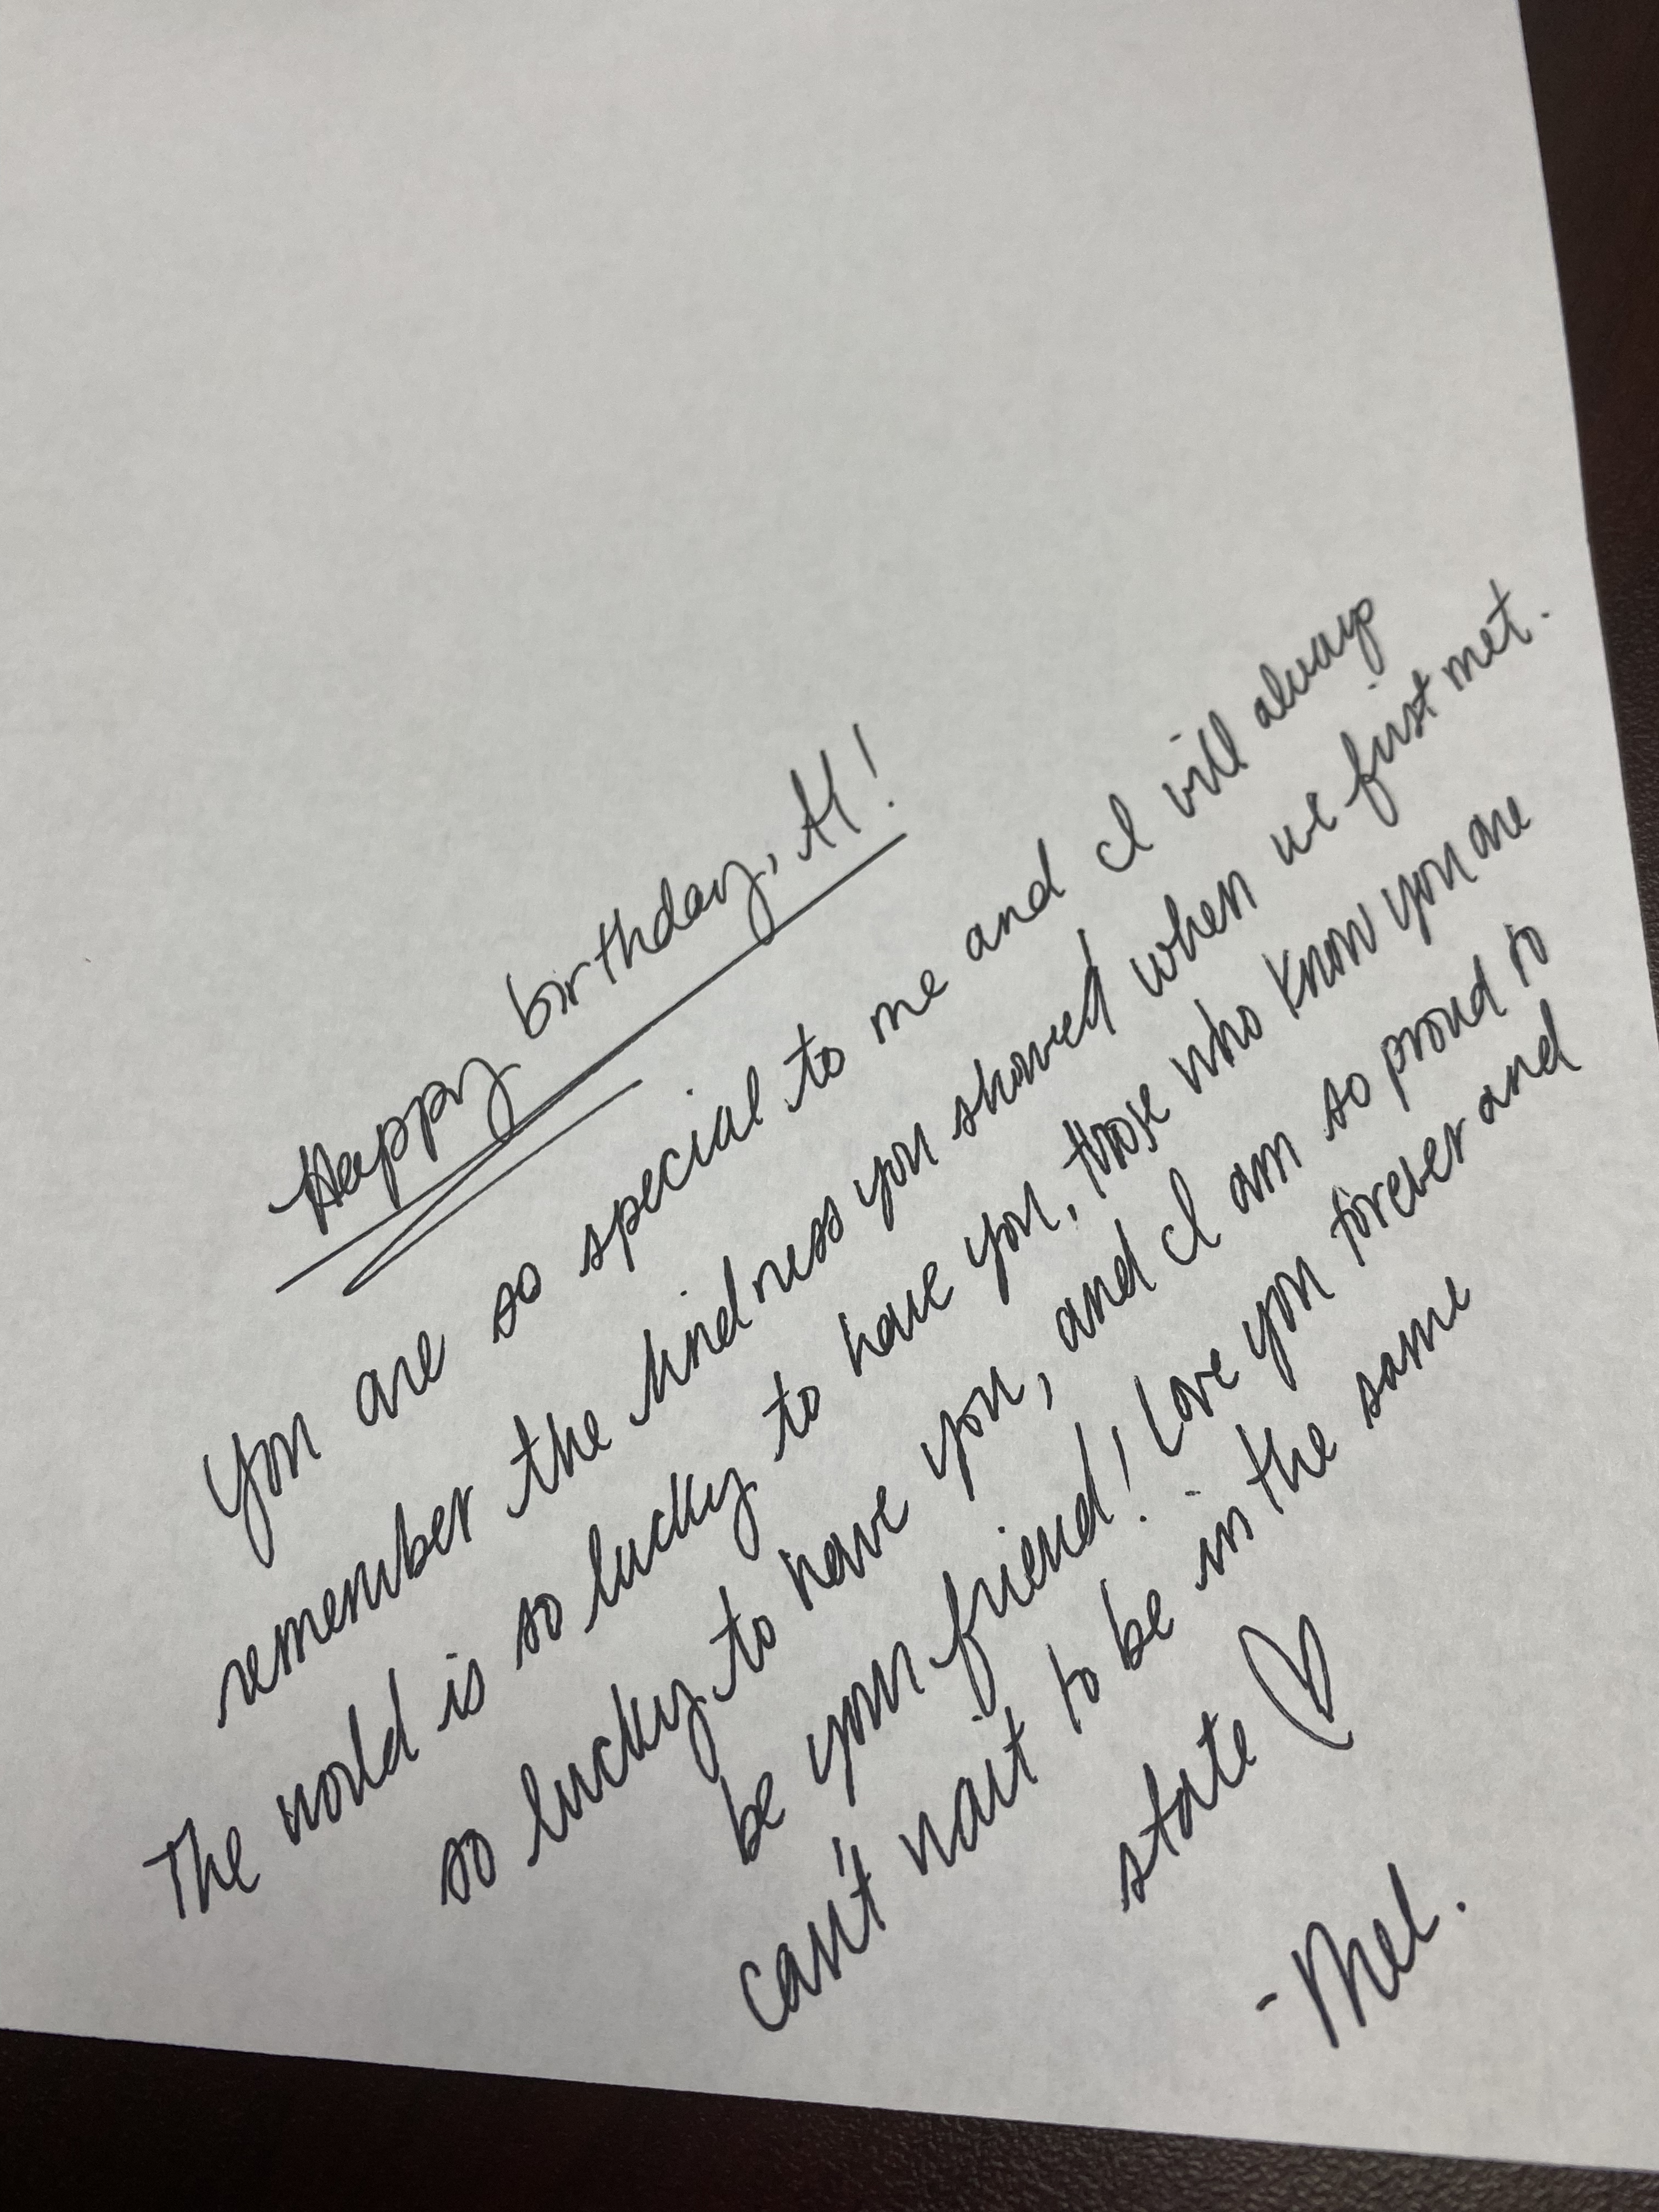 Happy birthday, Al!
You are so special to me and I will always
remember the kindness you showed when we first met.
The world is so lucky to have you, those who know you are
so lucky to have you, and I am so proud to
be your friend! Love you forever and
can't wait to be in the same
state ♡
-Mel.